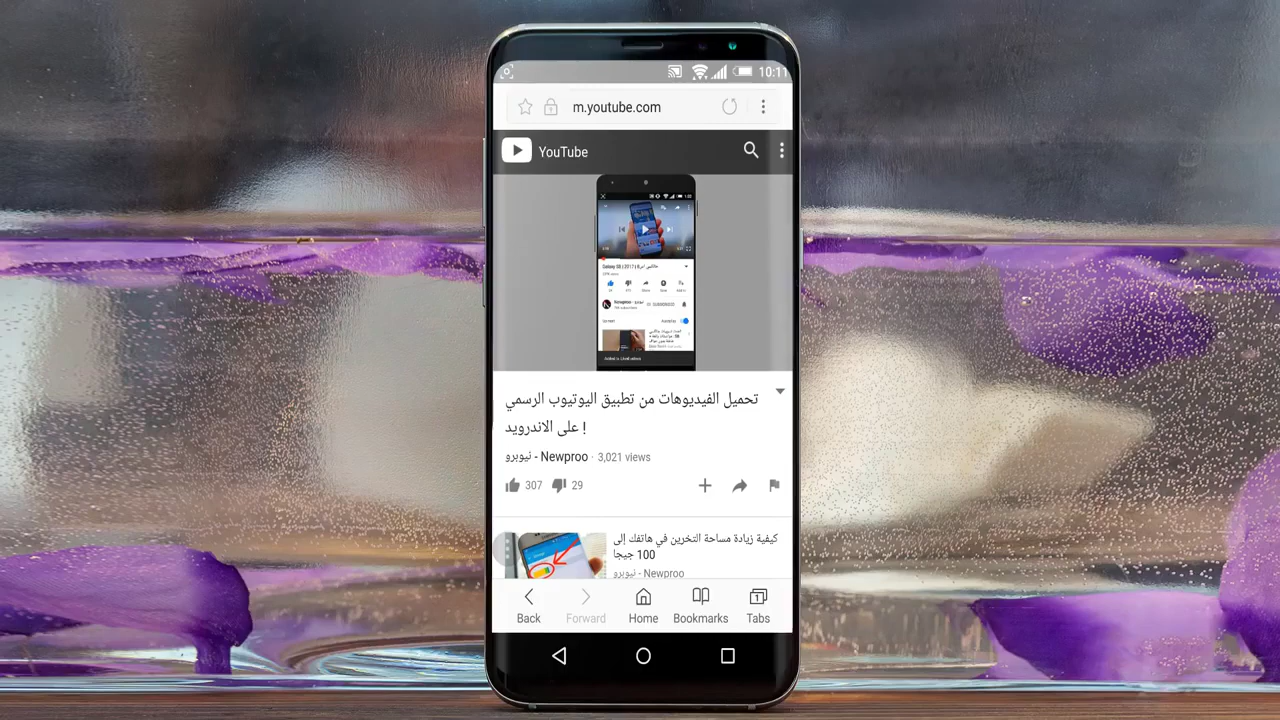 10:11
m.youtube.com
YouTube
تحميل الفيديوهات من تطبيق اليوتيوب الرسمي
على الاندرويد !
نيوبرو - Newproo · 3,021 views
307 29
كيفية زيادة مساحة التخزين في هاتفك إلى
100 جيجا
نيوبرو - Newproo
Back Forward Home Bookmarks Tabs